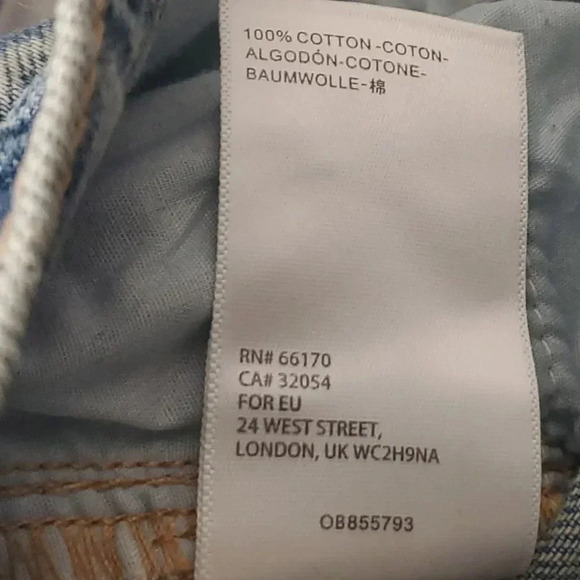 100% COTTON-COTON-
ALGODÓN-COTONE-
BAUMWOLLE-棉
RN# 66170
CA# 32054
FOR EU
24 WEST STREET,
LONDON, UK WC2H9NA
OB855793